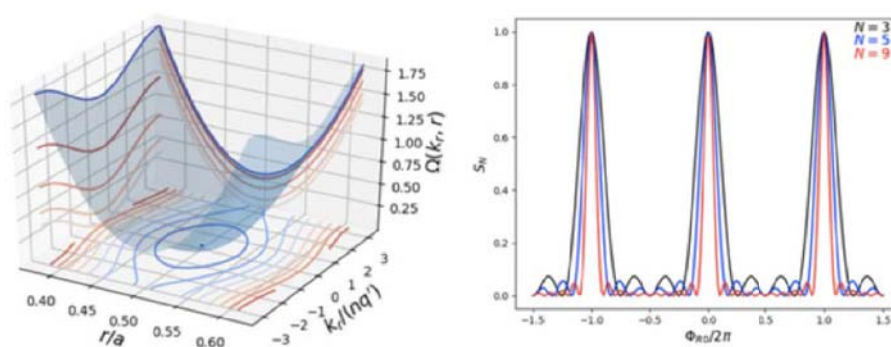 1.75
1.50
1.25
1.00
0.75
0.50
0.25
Ω(k_r, r)
0.40
0.45
0.50
0.55
0.60
r/a
−3
−2
−1
0
1
2
3
k_r/(nq')
N = 3
N = 5
N = 9
1.0
0.8
0.6
0.4
0.2
0.0
S_N
−1.5 −1.0 −0.5 0.0 0.5 1.0 1.5
Φ_R0/2π